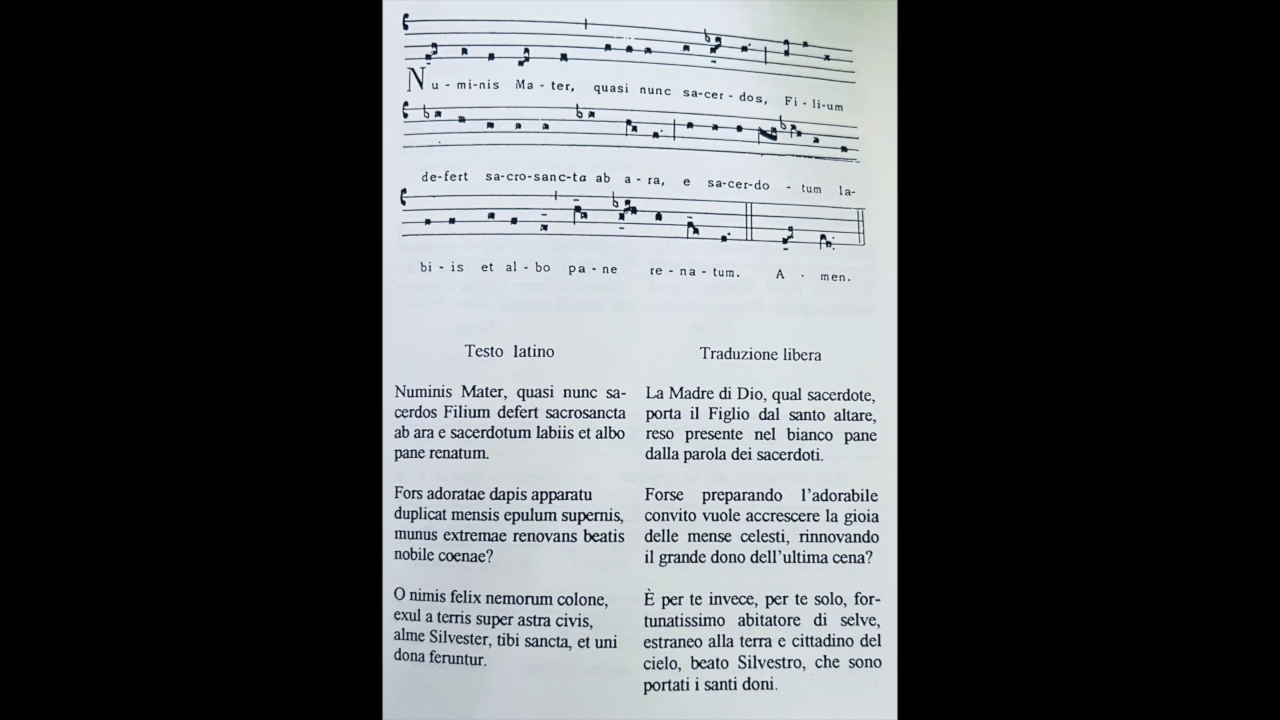 Nu - mi-nis Ma - ter, quasi nunc sa-cer - dos, Fi - li-um
de-fert sa-cro-sanc-ta ab a - ra, e sa-cer-do - tum la-
bi - is et al - bo pa - ne re - na - tum. A - men.
Testo latino
Numinis Mater, quasi nunc sa-
cerdos Filium defert sacrosancta
ab ara e sacerdotum labiis et albo
pane renatum.
Fors adoratae dapis apparatu
duplicat mensis epulum supernis,
munus extremae renovans beatis
nobile coenae?
O nimis felix nemorum colone,
exul a terris super astra civis,
alme Silvester, tibi sancta, et uni
dona feruntur.
Traduzione libera
La Madre di Dio, qual sacerdote,
porta il Figlio dal santo altare,
reso presente nel bianco pane
dalla parola dei sacerdoti.
Forse preparando l'adorabile
convito vuole accrescere la gioia
delle mense celesti, rinnovando
il grande dono dell'ultima cena?
È per te invece, per te solo, for-
tunatissimo abitatore di selve,
estraneo alla terra e cittadino del
cielo, beato Silvestro, che sono
portati i santi doni.